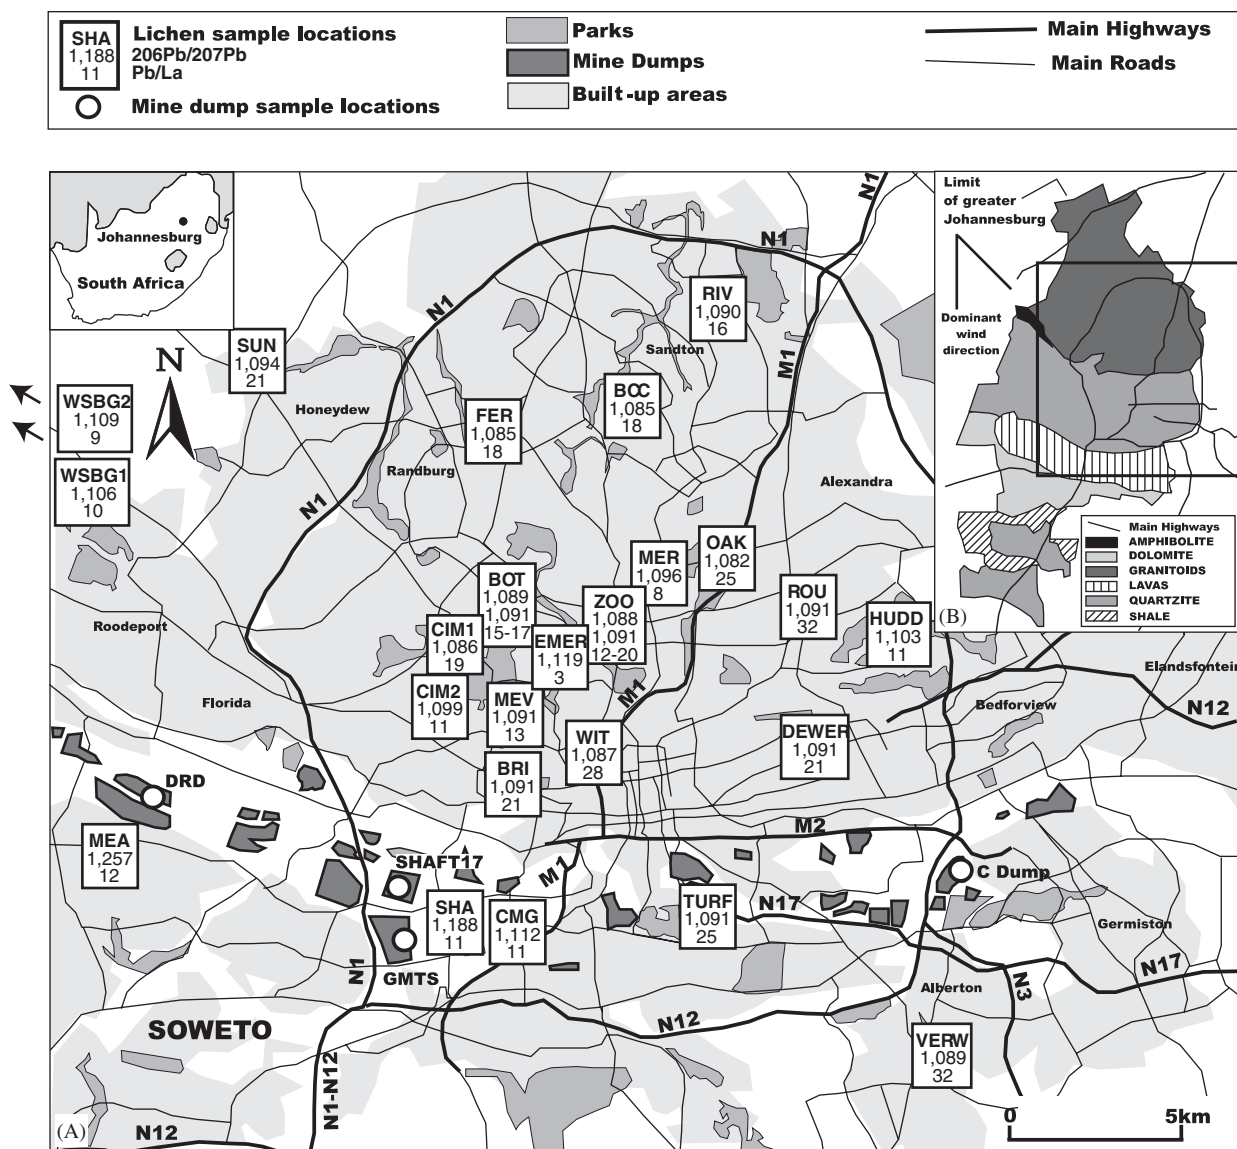 SHA
1,188
11
Lichen sample locations
206Pb/207Pb
Pb/La
Mine dump sample locations
Parks
Mine Dumps
Built-up areas
Main Highways
Main Roads
Johannesburg
South Africa
N
N1
N1
N1
N1
M1
Limit
of greater
Johannesburg
Dominant
wind
direction
Main Highways
AMPHIBOLITE
DOLOMITE
GRANITOIDS
LAVAS
QUARTZITE
SHALE
(B)
RIV
1,090
16
SUN
1,094
21
Sandton
WSBG2
1,109
9
Honeydew
FER
1,085
18
BOC
1,085
18
WSBG1
1,106
10
Randburg
Alexandra
OAK
1,082
25
MER
1,096
8
BOT
1,089
1,091
15-17
ZOO
1,088
1,091
12-20
ROU
1,091
32
HUDD
1,103
11
Roodeport
CIM1
1,086
19
EMER
1,119
3
Elandsfontein
CIM2
1,099
11
MEV
1,091
13
M1
Florida
Bedforview
N12
WIT
1,087
28
DEWER
1,091
21
BRI
1,091
21
DRD
MEA
1,257
12
M2
SHAFT17
M1
C Dump
SHA
1,188
11
CMG
1,112
11
TURF
1,091
25
N17
Germiston
GMTS
N1
Alberton
N3
N17
SOWETO
N12
VERW
1,089
32
N1-N12
N12
(A)
0
5km